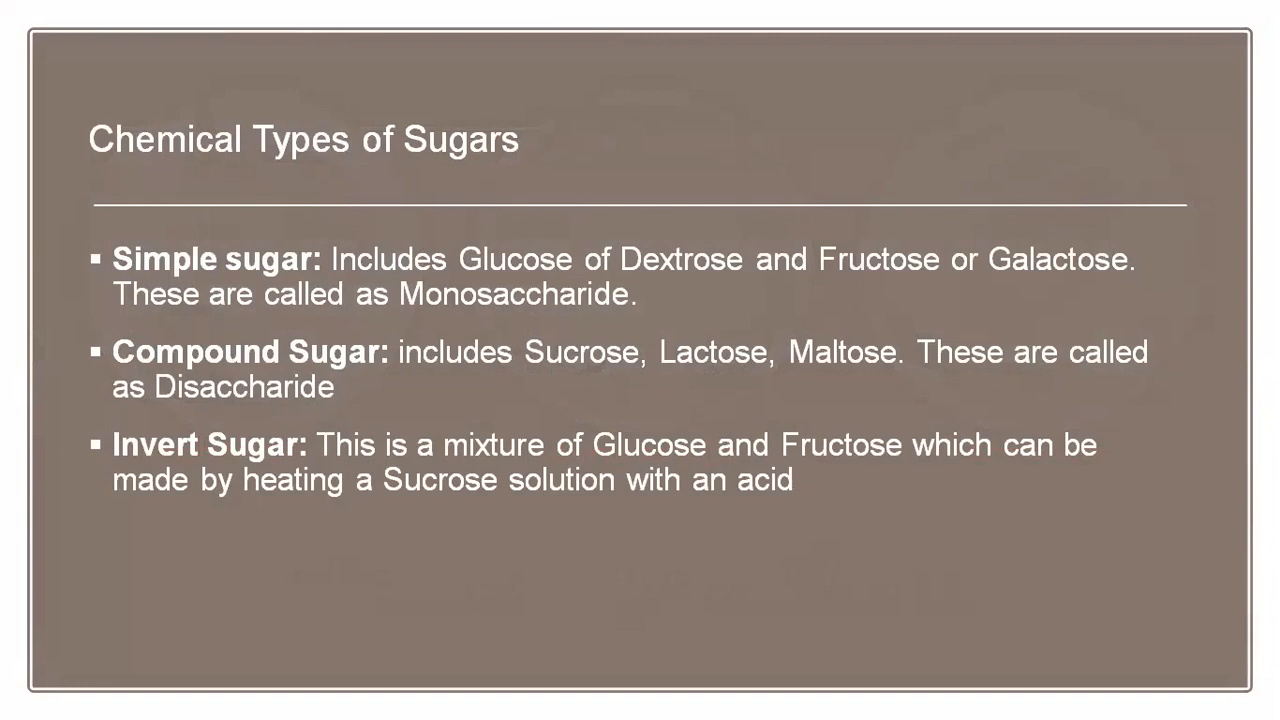 Chemical Types of Sugars
▪ Simple sugar: Includes Glucose of Dextrose and Fructose or Galactose.
These are called as Monosaccharide.
▪ Compound Sugar: includes Sucrose, Lactose, Maltose. These are called
as Disaccharide
▪ Invert Sugar: This is a mixture of Glucose and Fructose which can be
made by heating a Sucrose solution with an acid